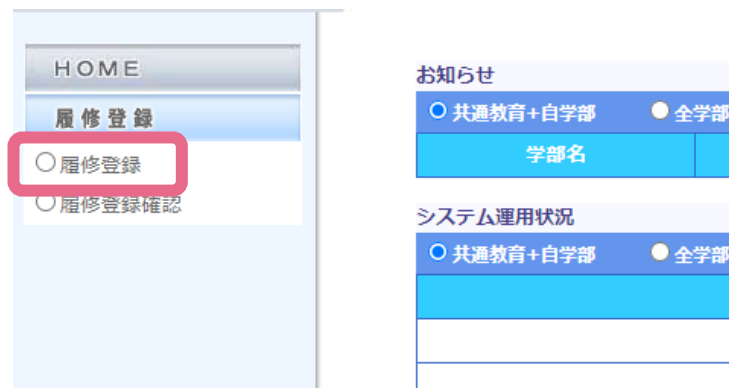 HOME
履修登録
履修登録
履修登録確認
お知らせ
共通教育+自学部 全学部
学部名
システム運用状況
共通教育+自学部 全学部